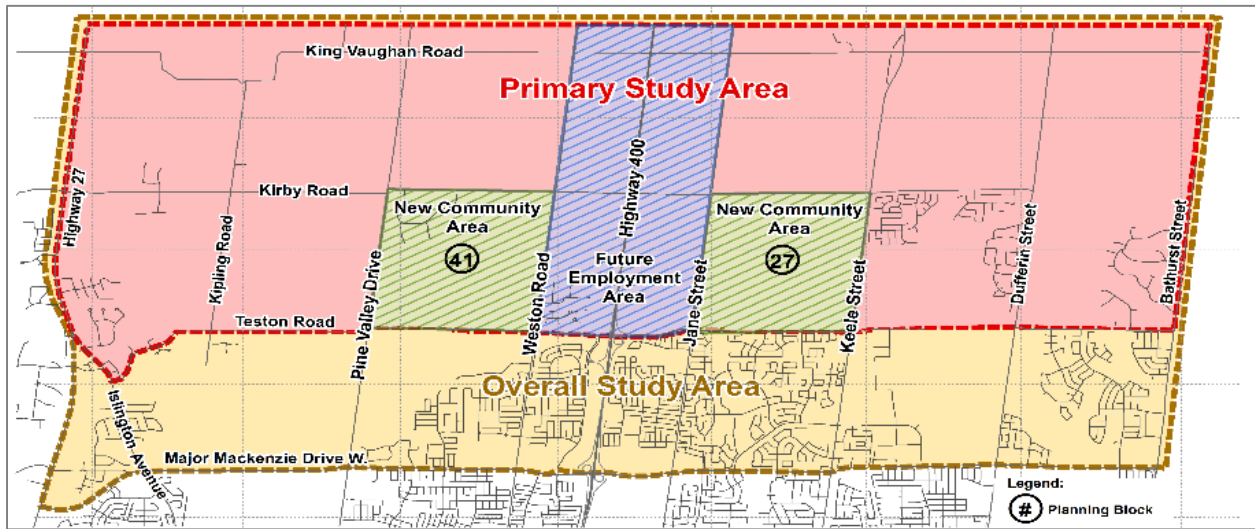 King Vaughan Road
Primary Study Area
Highway 27
Kipling Road
Kirby Road
New Community
Area
41
Pine Valley Drive
Weston Road
Highway 400
Future
Employment
Area
Jane Street
New Community
Area
27
Keele Street
Dufferin Street
Bathurst Street
Teston Road
Overall Study Area
Islington Avenue
Major Mackenzie Drive W.
Legend:
# Planning Block